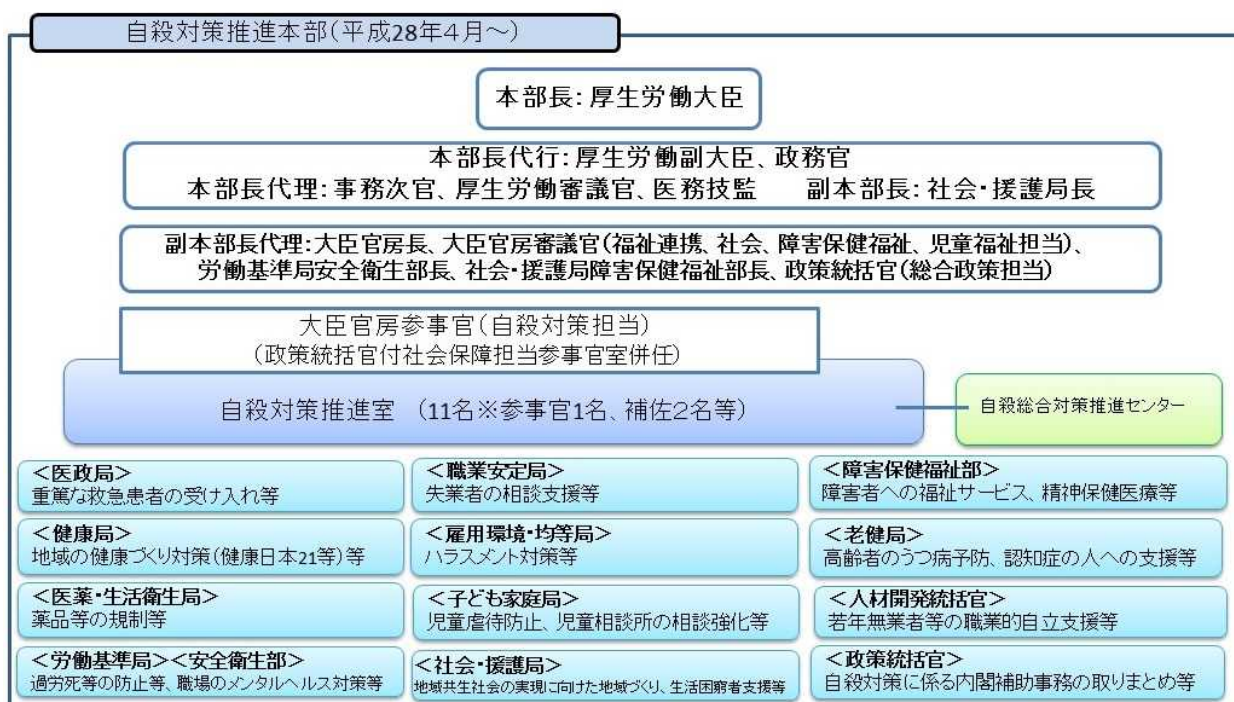 自殺対策推進本部(平成28年4月～)
本部長:厚生労働大臣
本部長代行:厚生労働副大臣、政務官
本部長代理:事務次官、厚生労働審議官、医務技監　　副本部長:社会・援護局長
副本部長代理:大臣官房長、大臣官房審議官(福祉連携、社会、障害保健福祉、児童福祉担当)、
労働基準局安全衛生部長、社会・援護局障害保健福祉部長、政策統括官(総合政策担当)
大臣官房参事官(自殺対策担当)
(政策統括官付社会保障担当参事官室併任)
自殺対策推進室　(11名※参事官1名、補佐2名等)
自殺総合対策推進センター
＜医政局＞
重篤な救急患者の受け入れ等
＜職業安定局＞
失業者の相談支援等
＜障害保健福祉部＞
障害者への福祉サービス、精神保健医療等
＜健康局＞
地域の健康づくり対策(健康日本21等)等
＜雇用環境・均等局＞
ハラスメント対策等
＜老健局＞
高齢者のうつ病予防、認知症の人への支援等
＜医薬・生活衛生局＞
薬品等の規制等
＜子ども家庭局＞
児童虐待防止、児童相談所の相談強化等
＜人材開発統括官＞
若年無業者等の職業的自立支援等
＜労働基準局＞＜安全衛生部＞
過労死等の防止等、職場のメンタルヘルス対策等
＜社会・援護局＞
地域共生社会の実現に向けた地域づくり、生活困窮者支援等
＜政策統括官＞
自殺対策に係る内閣補助事務の取りまとめ等